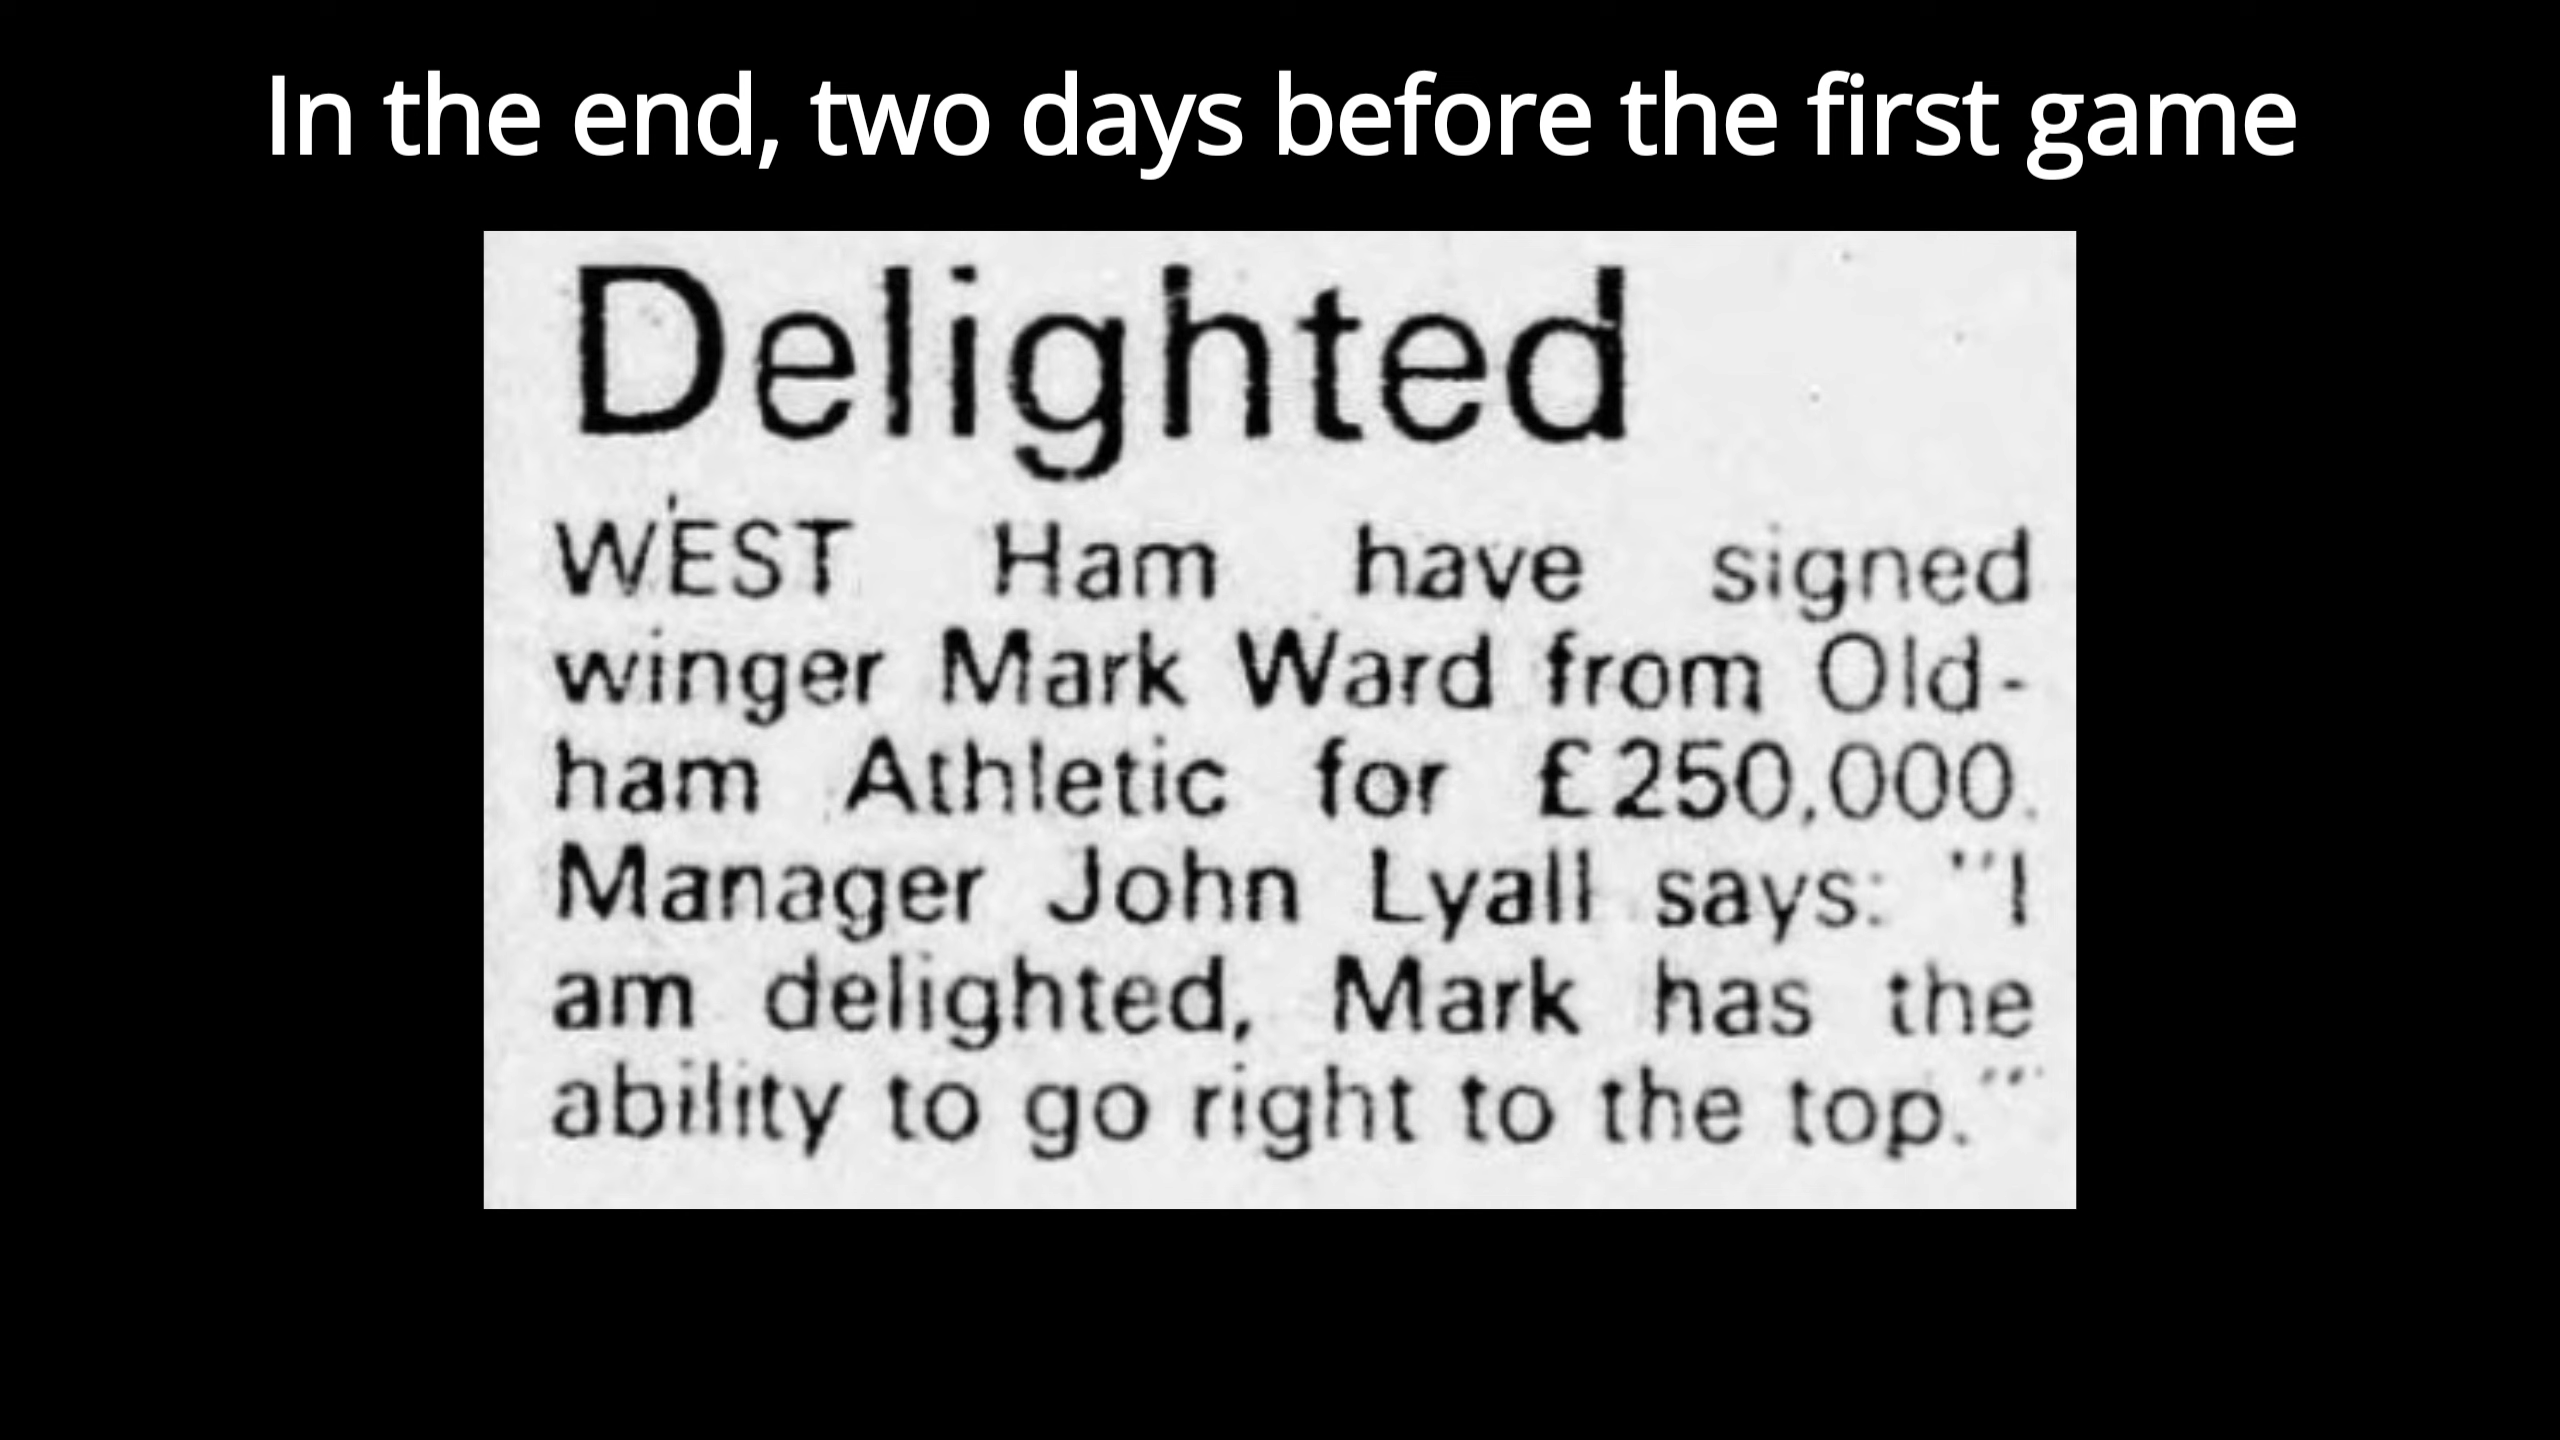 In the end, two days before the first game
Delighted
WEST Ham have signed
winger Mark Ward from Old-
ham Athletic for £250,000.
Manager John Lyall says: "I
am delighted, Mark has the
ability to go right to the top."